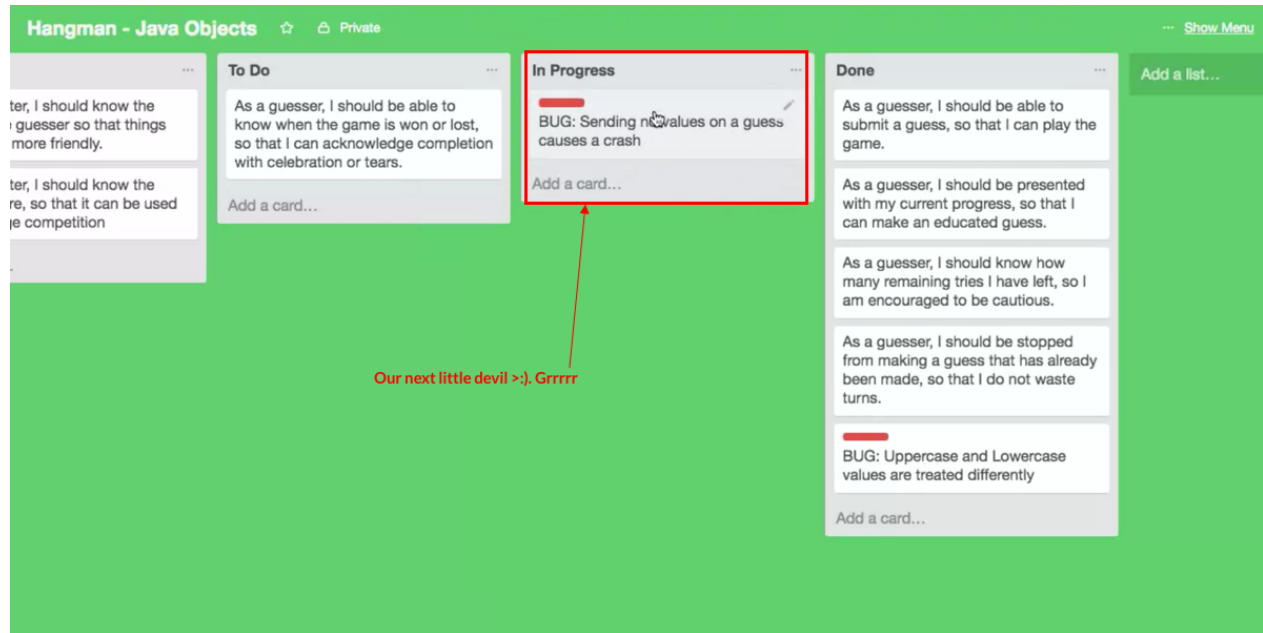 Hangman - Java Objects
Private
Show Menu
ter, I should know the
guesser so that things
more friendly.
ter, I should know the
re, so that it can be used
e competition
To Do
As a guesser, I should be able to
know when the game is won or lost,
so that I can acknowledge completion
with celebration or tears.
Add a card...
In Progress
BUG: Sending no values on a guess
causes a crash
Add a card...
Our next little devil >:). Grrrrr
Done
As a guesser, I should be able to
submit a guess, so that I can play the
game.
As a guesser, I should be presented
with my current progress, so that I
can make an educated guess.
As a guesser, I should know how
many remaining tries I have left, so I
am encouraged to be cautious.
As a guesser, I should be stopped
from making a guess that has already
been made, so that I do not waste
turns.
BUG: Uppercase and Lowercase
values are treated differently
Add a card...
Add a list...